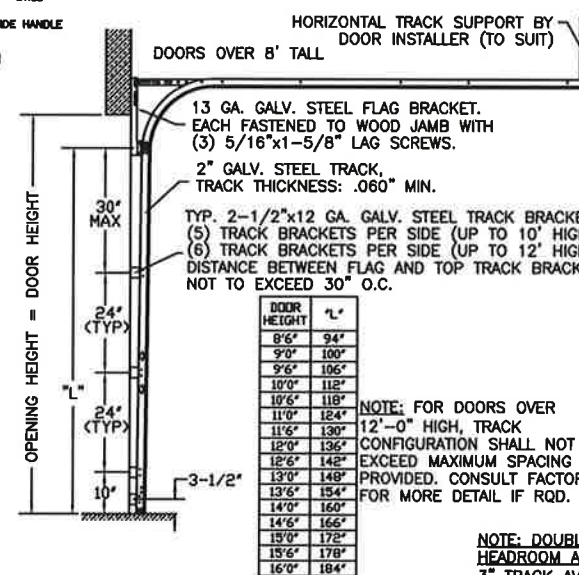 IDE HANDLE
HORIZONTAL TRACK SUPPORT BY
DOOR INSTALLER (TO SUIT)
DOORS OVER 8' TALL
13 GA. GALV. STEEL FLAG BRACKET.
EACH FASTENED TO WOOD JAMB WITH
(3) 5/16"x1-5/8" LAG SCREWS.
2" GALV. STEEL TRACK,
TRACK THICKNESS: .060" MIN.
TYP. 2-1/2"x12 GA. GALV. STEEL TRACK BRACKE
(5) TRACK BRACKETS PER SIDE (UP TO 10' HIGH
(6) TRACK BRACKETS PER SIDE (UP TO 12' HIGH
DISTANCE BETWEEN FLAG AND TOP TRACK BRACK
NOT TO EXCEED 30" O.C.
OPENING HEIGHT = DOOR HEIGHT
"L"
30"
MAX
24"
(TYP)
24"
(TYP)
10"
3-1/2"
DOOR HEIGHT "L"
8'6" 94"
9'0" 100"
9'6" 106"
10'0" 112"
10'6" 118"
11'0" 124"
11'6" 130"
12'0" 136"
12'6" 142"
13'0" 148"
13'6" 154"
14'0" 160"
14'6" 166"
15'0" 172"
15'6" 178"
16'0" 184"
NOTE: FOR DOORS OVER
12'-0" HIGH, TRACK
CONFIGURATION SHALL NOT
EXCEED MAXIMUM SPACING
PROVIDED. CONSULT FACTOR
FOR MORE DETAIL IF RQD.
NOTE: DOUBL
HEADROOM A
3" TRACK AV